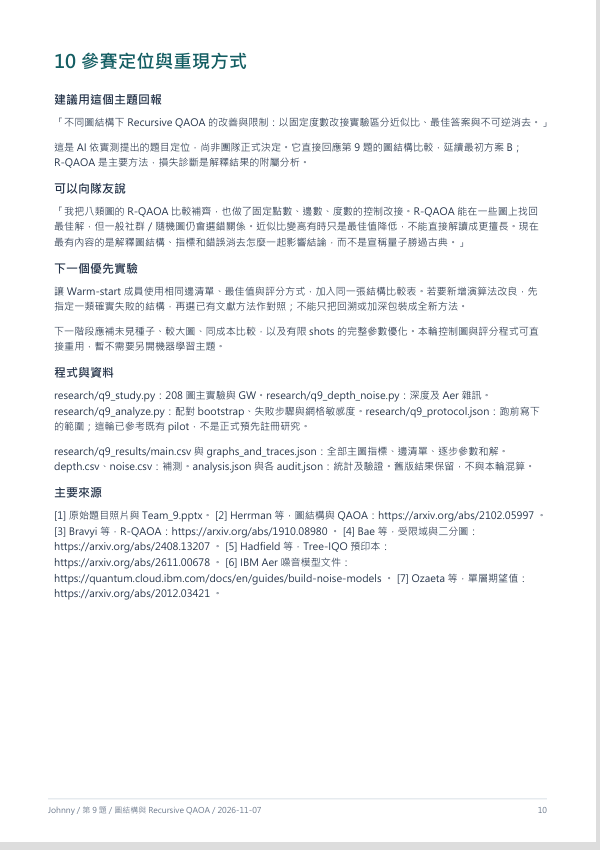 10 參賽定位與重現方式
建議用這個主題回報
「不同圖結構下 Recursive QAOA 的改善與限制：以固定度數改接實驗區分近似比、最佳答案與不可逆消去。」
這是 AI 依實測提出的題目定位，尚非團隊正式決定。它直接回應第 9 題的圖結構比較，延續最初方案 B；
R-QAOA 是主要方法，損失診斷是解釋結果的附屬分析。
可以向隊友說
「我把八類圖的 R-QAOA 比較補齊，也做了固定點數、邊數、度數的控制改接。R-QAOA 能在一些圖上找回
最佳解，但一般社群 / 隨機圖仍會選錯關係。近似比變高有時只是最佳值降低，不能直接解讀成更擅長。現在
最有內容的是解釋圖結構、指標和錯誤消去怎麼一起影響結論，而不是宣稱量子勝過古典。」
下一個優先實驗
讓 Warm-start 成員使用相同邊清單、最佳值與評分方式，加入同一張結構比較表。若要新增演算法改良，先
指定一類確實失敗的結構，再選已有文獻方法作對照；不能只把回溯或加深包裝成全新方法。
下一階段應補未見種子、較大圖、同成本比較，以及有限 shots 的完整參數優化。本輪控制圖與評分程式可直
接重用，暫不需要另開機器學習主題。
程式與資料
research/q9_study.py：208 圖主實驗與 GW。research/q9_depth_noise.py：深度及 Aer 雜訊。
research/q9_analyze.py：配對 bootstrap、失敗步驟與網格敏感度。research/q9_protocol.json：跑前寫下
的範圍；這輪已參考既有 pilot，不是正式預先註冊研究。
research/q9_results/main.csv 與 graphs_and_traces.json：全部主圖指標、邊清單、逐步參數和解。
depth.csv、noise.csv：補測。analysis.json 與各 audit.json：統計及驗證。舊版結果保留，不與本輪混算。
主要來源
[1] 原始題目照片與 Team_9.pptx。[2] Herrman 等，圖結構與 QAOA：https://arxiv.org/abs/2102.05997 。
[3] Bravyi 等，R-QAOA：https://arxiv.org/abs/1910.08980 。 [4] Bae 等，受限域與二分圖：
https://arxiv.org/abs/2408.13207 。 [5] Hadfield 等，Tree-IQO 預印本：
https://arxiv.org/abs/2611.00678 。 [6] IBM Aer 噪音模型文件：
https://quantum.cloud.ibm.com/docs/en/guides/build-noise-models 。 [7] Ozaeta 等，單層期望值：
https://arxiv.org/abs/2012.03421 。
Johnny / 第 9 題 / 圖結構與 Recursive QAOA / 2026-11-07
10